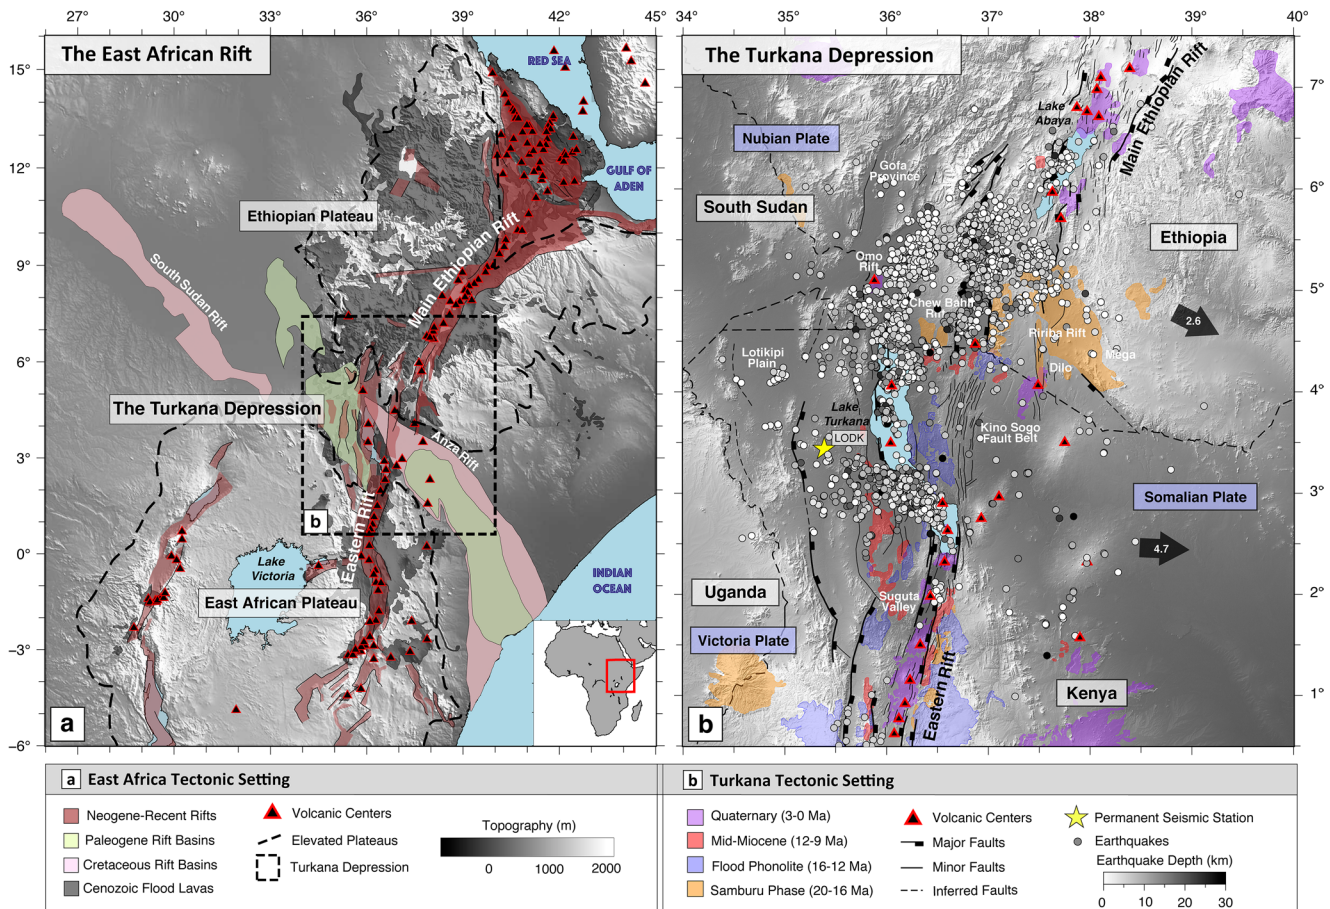 27°
30°
33°
36°
39°
42°
45°
34°
35°
36°
37°
38°
39°
40°
The East African Rift
RED SEA
15°
12°
9°
6°
3°
0°
−3°
−6°
GULF OF
ADEN
Ethiopian Plateau
Main Ethiopian Rift
South Sudan Rift
The Turkana Depression
Anza Rift
b
Eastern Rift
Lake
Victoria
East African Plateau
INDIAN
OCEAN
a
The Turkana Depression
7°
6°
5°
4°
3°
2°
1°
Lake
Abaya
Main Ethiopian Rift
Nubian Plate
Gofa
Province
South Sudan
Ethiopia
Omo
Rift
Chew Bahir
Rift
2.6
Ririba Rift
Mega
Lotikipi
Plain
Dilo
Lake
Turkana
LODK
Kino Sogo
Fault Belt
Somalian Plate
4.7
Uganda
Suguta
Valley
Victoria Plate
Eastern Rift
Kenya
b
a East Africa Tectonic Setting
Neogene-Recent Rifts
Paleogene Rift Basins
Cretaceous Rift Basins
Cenozoic Flood Lavas
Volcanic Centers
Elevated Plateaus
Turkana Depression
Topography (m)
0 1000 2000
b Turkana Tectonic Setting
Quaternary (3-0 Ma)
Mid-Miocene (12-9 Ma)
Flood Phonolite (16-12 Ma)
Samburu Phase (20-16 Ma)
Volcanic Centers
Major Faults
Minor Faults
Inferred Faults
Permanent Seismic Station
Earthquakes
Earthquake Depth (km)
0 10 20 30